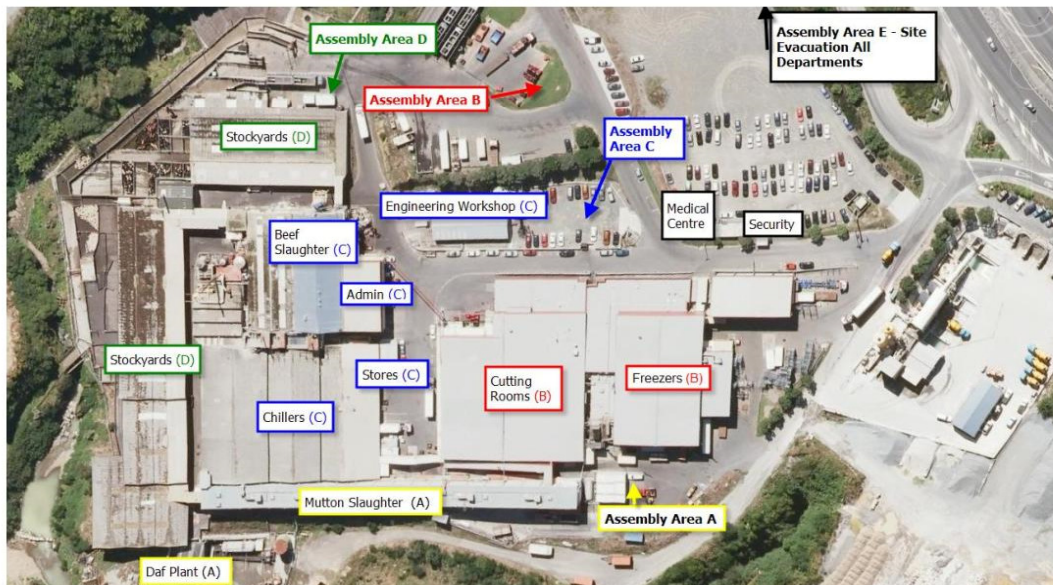 Assembly Area D
Assembly Area E - Site
Evacuation All
Departments
Assembly Area B
Stockyards (D)
Assembly
Area C
Engineering Workshop (C)
Medical
Centre
Security
Beef
Slaughter (C)
Admin (C)
Stockyards (D)
Stores (C)
Cutting
Rooms (B)
Freezers (B)
Chillers (C)
Mutton Slaughter (A)
Assembly Area A
Daf Plant (A)